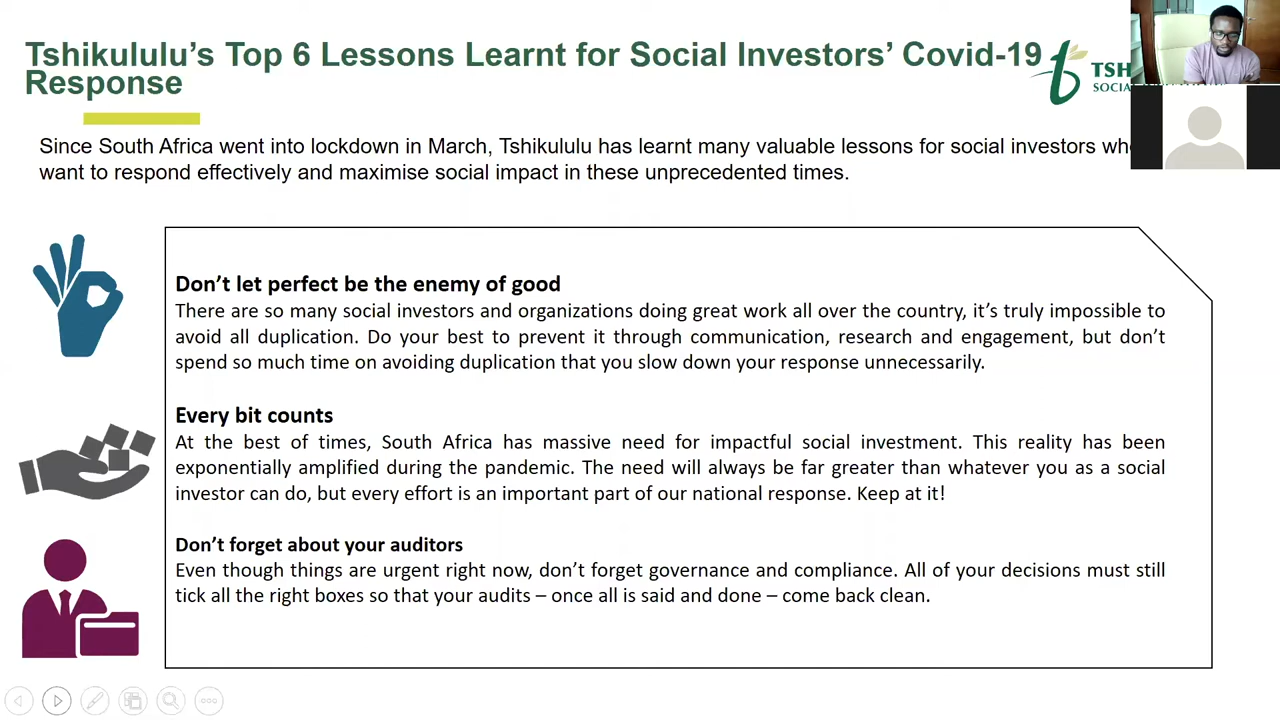 Tshikululu's Top 6 Lessons Learnt for Social Investors' Covid-19
Response
TSH
SOCIA
Since South Africa went into lockdown in March, Tshikululu has learnt many valuable lessons for social investors who
want to respond effectively and maximise social impact in these unprecedented times.
Don't let perfect be the enemy of good
There are so many social investors and organizations doing great work all over the country, it's truly impossible to
avoid all duplication. Do your best to prevent it through communication, research and engagement, but don't
spend so much time on avoiding duplication that you slow down your response unnecessarily.
Every bit counts
At the best of times, South Africa has massive need for impactful social investment. This reality has been
exponentially amplified during the pandemic. The need will always be far greater than whatever you as a social
investor can do, but every effort is an important part of our national response. Keep at it!
Don't forget about your auditors
Even though things are urgent right now, don't forget governance and compliance. All of your decisions must still
tick all the right boxes so that your audits – once all is said and done – come back clean.